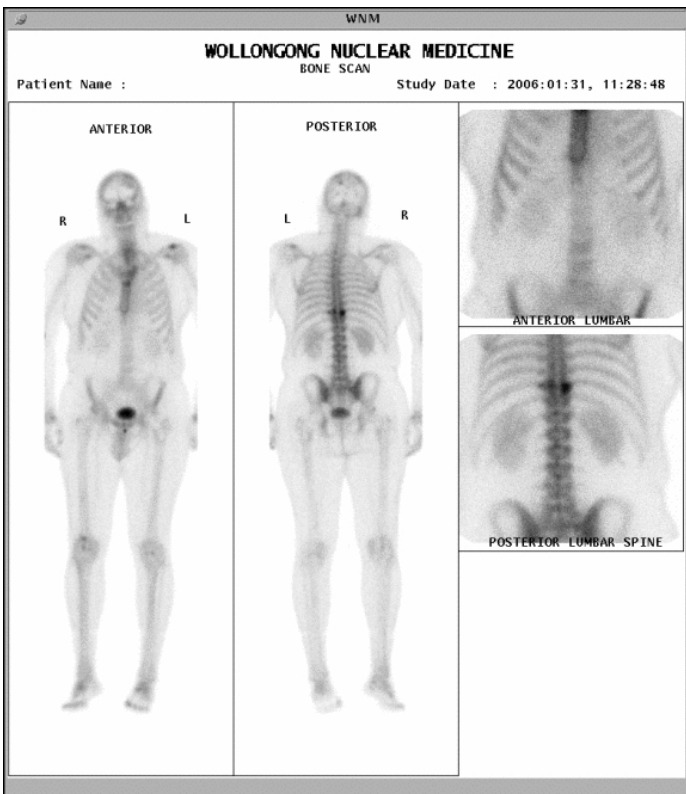 WNM
WOLLONGONG NUCLEAR MEDICINE
BONE SCAN
Patient Name :
Study Date : 2006:01:31, 11:28:48
ANTERIOR
R
L
POSTERIOR
L
R
ANTERIOR LUMBAR
POSTERIOR LUMBAR SPINE